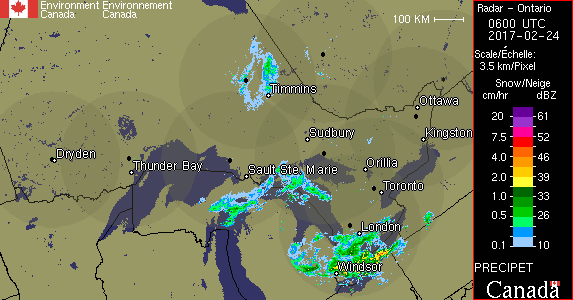 Environment Environnement
Canada Canada
100 KM
Timmins
Ottawa
Sudbury
Kingston
Dryden
Thunder Bay
Sault Ste. Marie
Orillia
Toronto
London
Windsor
Radar - Ontario
0600 UTC
2017-02-24
Scale/Échelle:
3.5 km/Pixel
Snow/Neige
cm/hr dBZ
20 61
7.5 52
4.0 46
2.0 39
1.0 33
0.5 26
0.1 10
PRECIPET
Canada